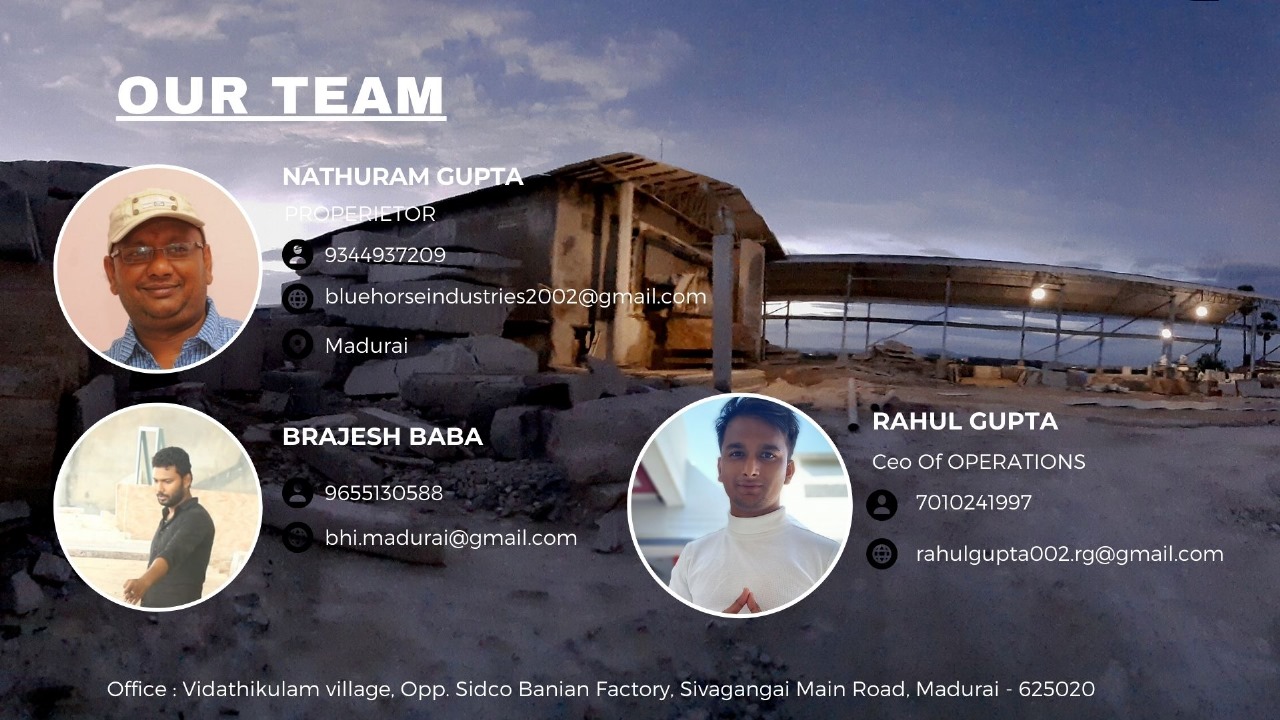 OUR TEAM
NATHURAM GUPTA
PROPERIETOR
9344937209
bluehorseindustries2002@gmail.com
Madurai
BRAJESH BABA
9655130588
bhi.madurai@gmail.com
RAHUL GUPTA
Ceo Of OPERATIONS
7010241997
rahulgupta002.rg@gmail.com
Office : Vidathikulam village, Opp. Sidco Banian Factory, Sivagangai Main Road, Madurai - 625020